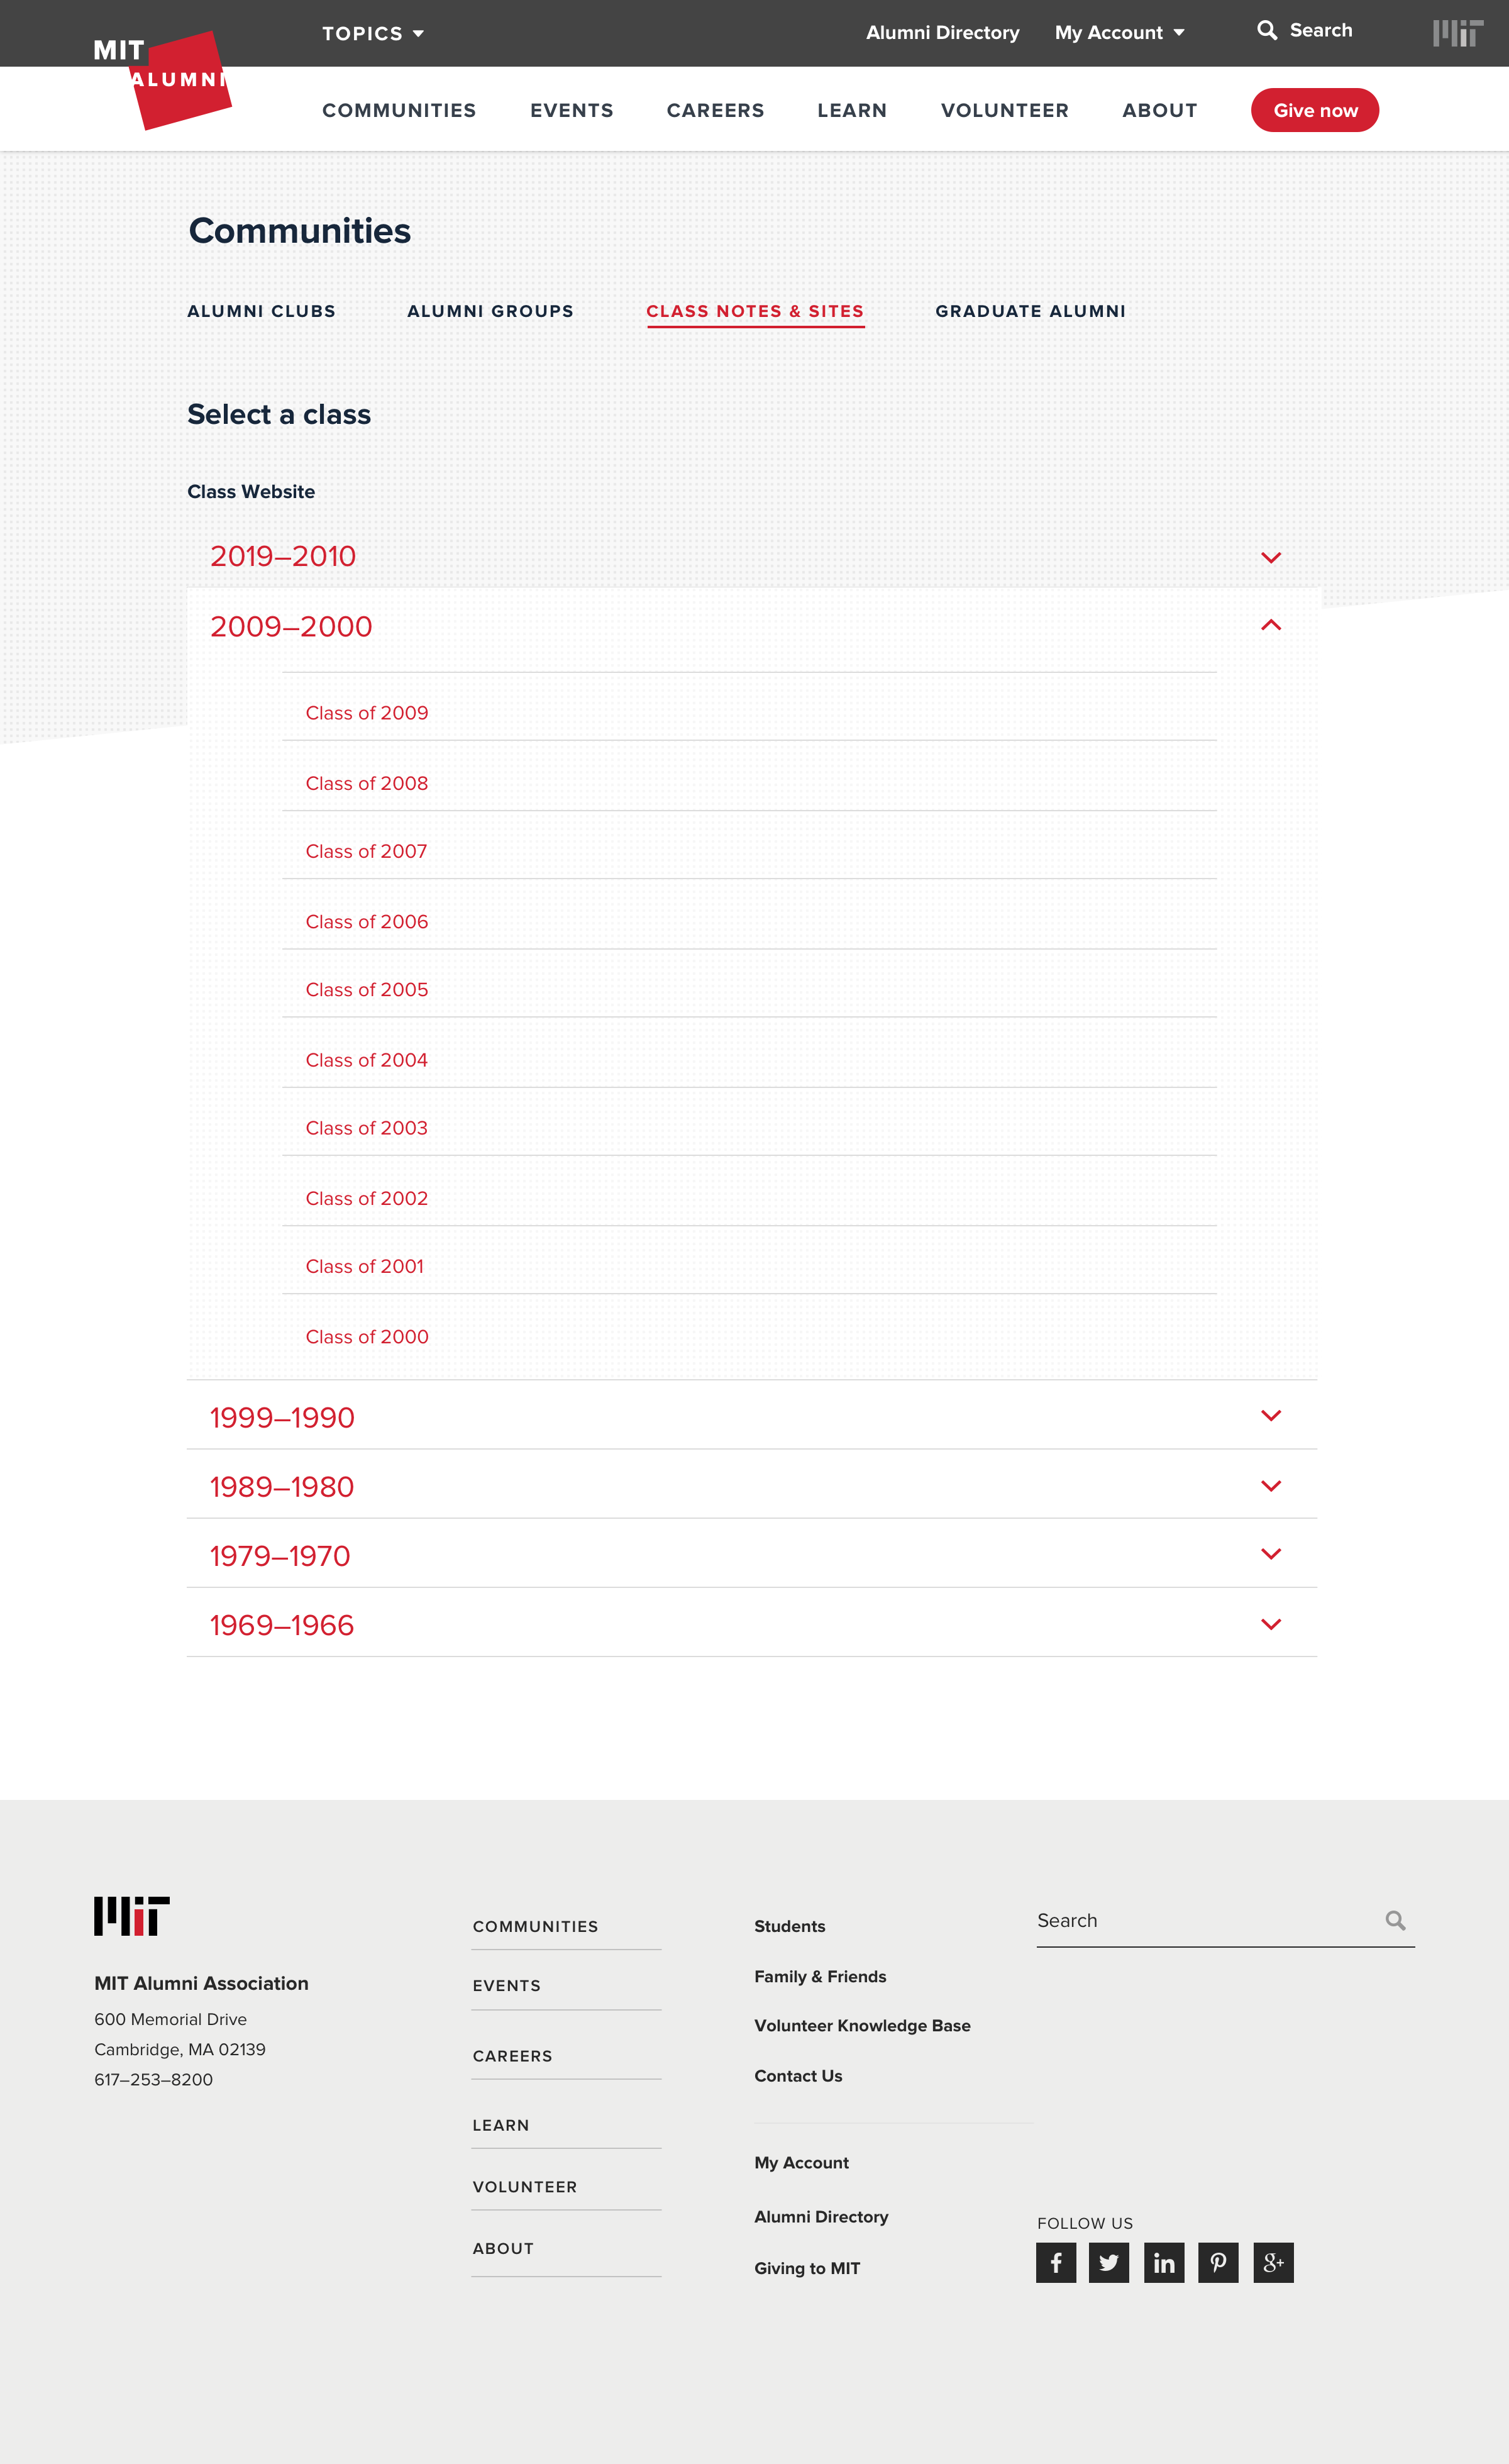 MIT
ALUMNI
TOPICS
Alumni Directory
My Account
Search
MIT
COMMUNITIES
EVENTS
CAREERS
LEARN
VOLUNTEER
ABOUT
Give now
Communities
ALUMNI CLUBS
ALUMNI GROUPS
CLASS NOTES & SITES
GRADUATE ALUMNI
Select a class
Class Website
2019–2010
2009–2000
Class of 2009
Class of 2008
Class of 2007
Class of 2006
Class of 2005
Class of 2004
Class of 2003
Class of 2002
Class of 2001
Class of 2000
1999–1990
1989–1980
1979–1970
1969–1966
MIT
MIT Alumni Association
600 Memorial Drive
Cambridge, MA 02139
617–253–8200
COMMUNITIES
EVENTS
CAREERS
LEARN
VOLUNTEER
ABOUT
Students
Family & Friends
Volunteer Knowledge Base
Contact Us
My Account
Alumni Directory
Giving to MIT
Search
FOLLOW US